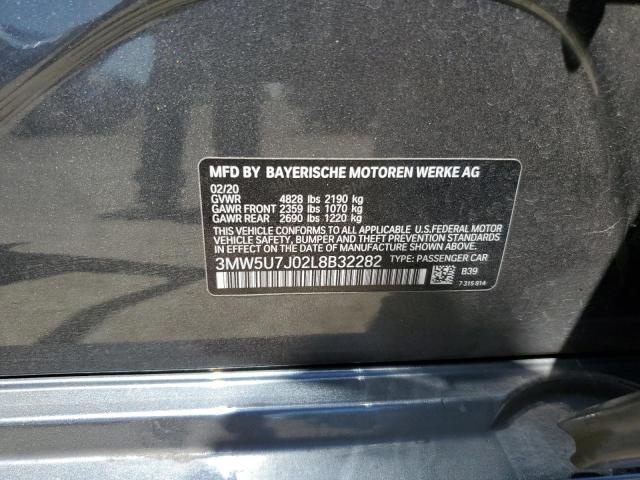 MFD BY BAYERISCHE MOTOREN WERKE AG
02/20
GVWR 4828 lbs 2190 kg
GAWR FRONT 2359 lbs 1070 kg
GAWR REAR 2690 lbs 1220 kg
THIS VEHICLE CONFORMS TO ALL APPLICABLE U.S.FEDERAL MOTOR
VEHICLE SAFETY, BUMPER AND THEFT PREVENTION STANDARDS
IN EFFECT ON THE DATE OF MANUFACTURE SHOWN ABOVE.
3MW5U7J02L8B32282 TYPE: PASSENGER CAR
B39
7 315 814